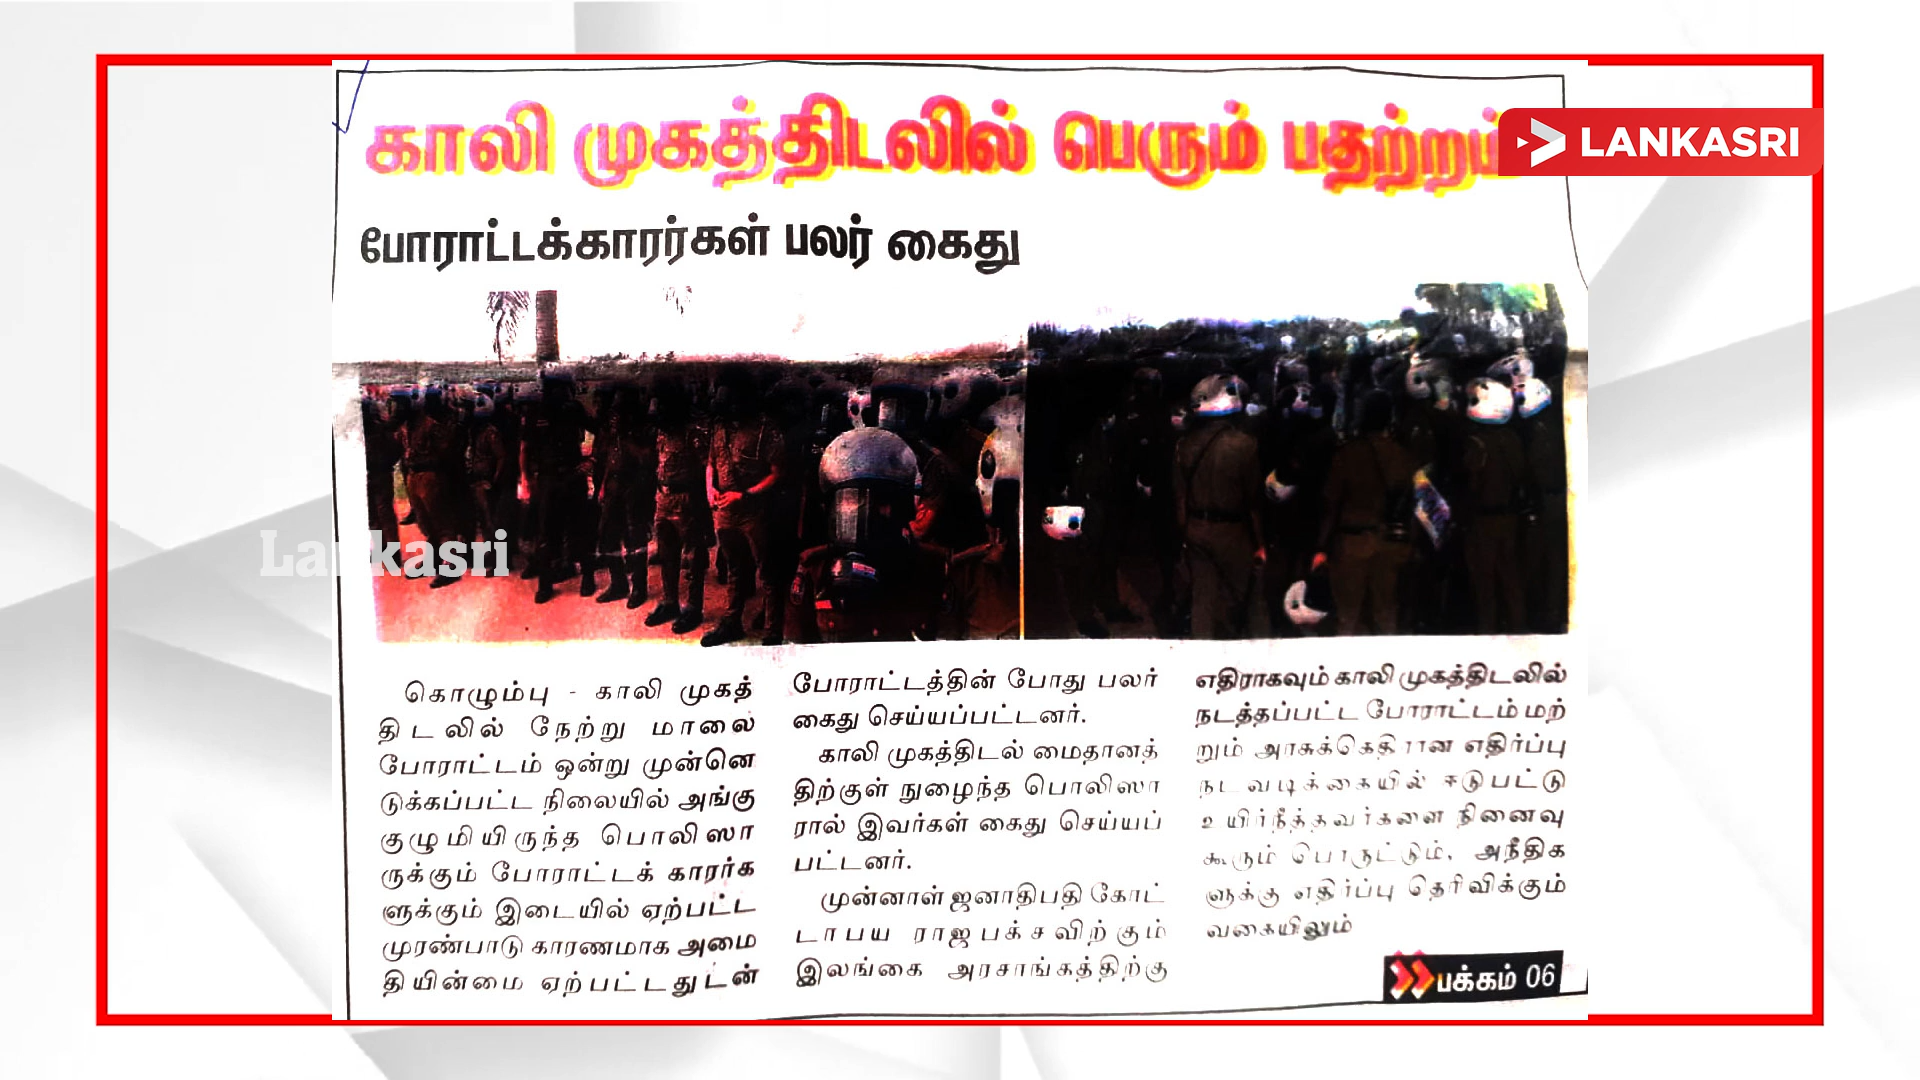 காலி முகத்திடலில் பெரும் பதற்றம்
LANKASRI
போராட்டக்காரர்கள் பலர் கைது
Lankasri
கொழும்பு - காலி முகத்
திடலில் நேற்று மாலை
போராட்டம் ஒன்று முன்னெ
டுக்கப்பட்ட நிலையில் அங்கு
குழுமியிருந்த பொலிஸா
ருக்கும் போராட்டக் காரர்க
ளுக்கும் இடையில் ஏற்பட்ட
முரண்பாடு காரணமாக அமை
தியின்மை ஏற்பட்டதுடன்
போராட்டத்தின் போது பலர்
கைது செய்யப்பட்டனர்.
காலி முகத்திடல் மைதானத்
திற்குள் நுழைந்த பொலிஸா
ரால் இவர்கள் கைது செய்யப்
பட்டனர்.
முன்னாள் ஜனாதிபதி கோட்
டாபய ராஜபக்சவிற்கும்
இலங்கை அரசாங்கத்திற்கு
எதிராகவும் காலி முகத்திடலில்
நடத்தப்பட்ட போராட்டம் மற்
றும் அரசுக்கெதிரான எதிர்ப்பு
நடவடிக்கையில் ஈடுபட்டு
உயிர்நீத்தவர்களை நினைவு
கூரும் பொருட்டும், அநீதிக
ளுக்கு எதிர்ப்பு தெரிவிக்கும்
வகையிலும்
பக்கம் 06